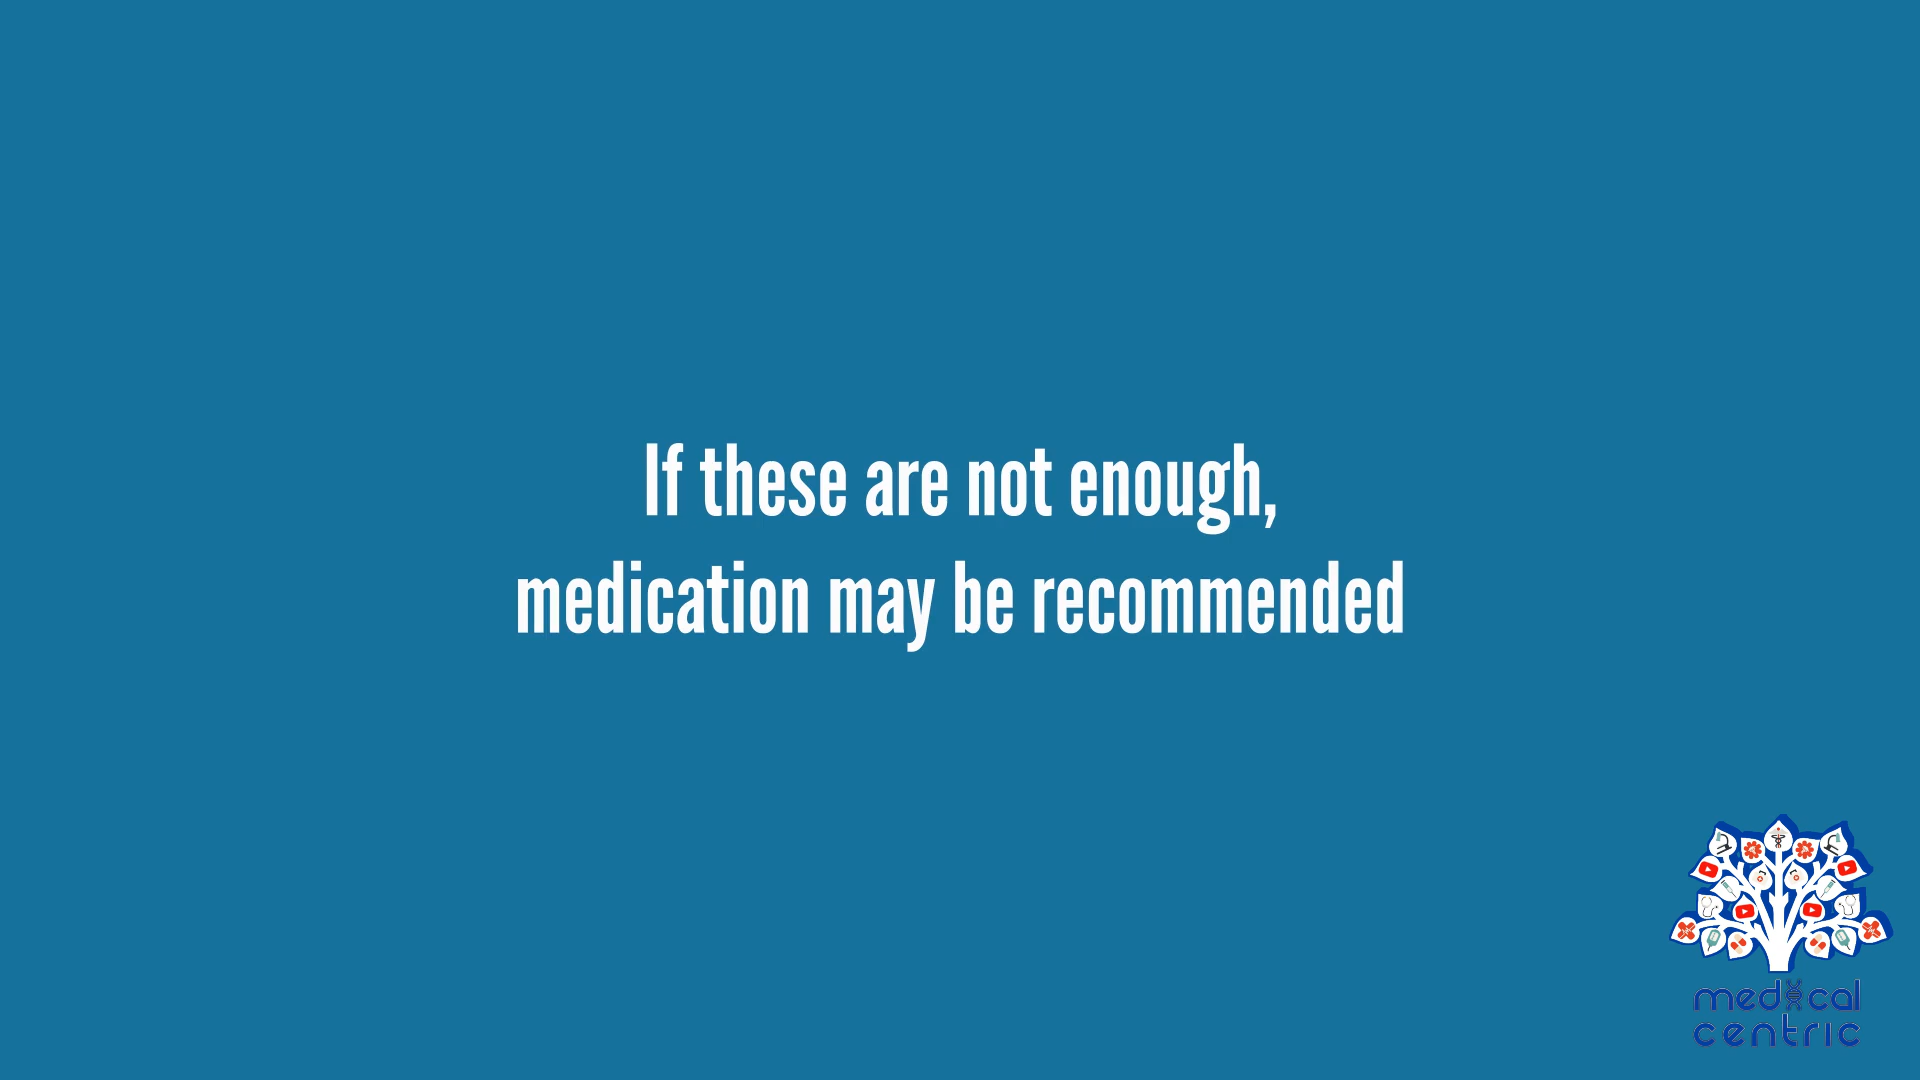 If these are not enough,
medication may be recommended
medical
centric